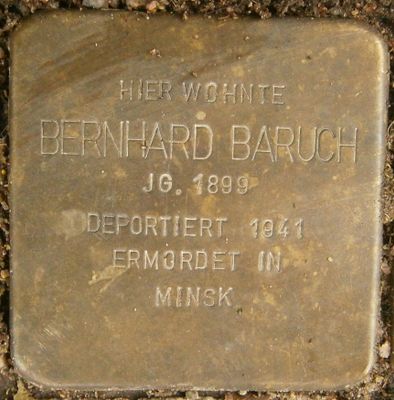 HIER WOHNTE
BERNHARD BARUCH
JG. 1899
DEPORTIERT 1941
ERMORDET IN
MINSK